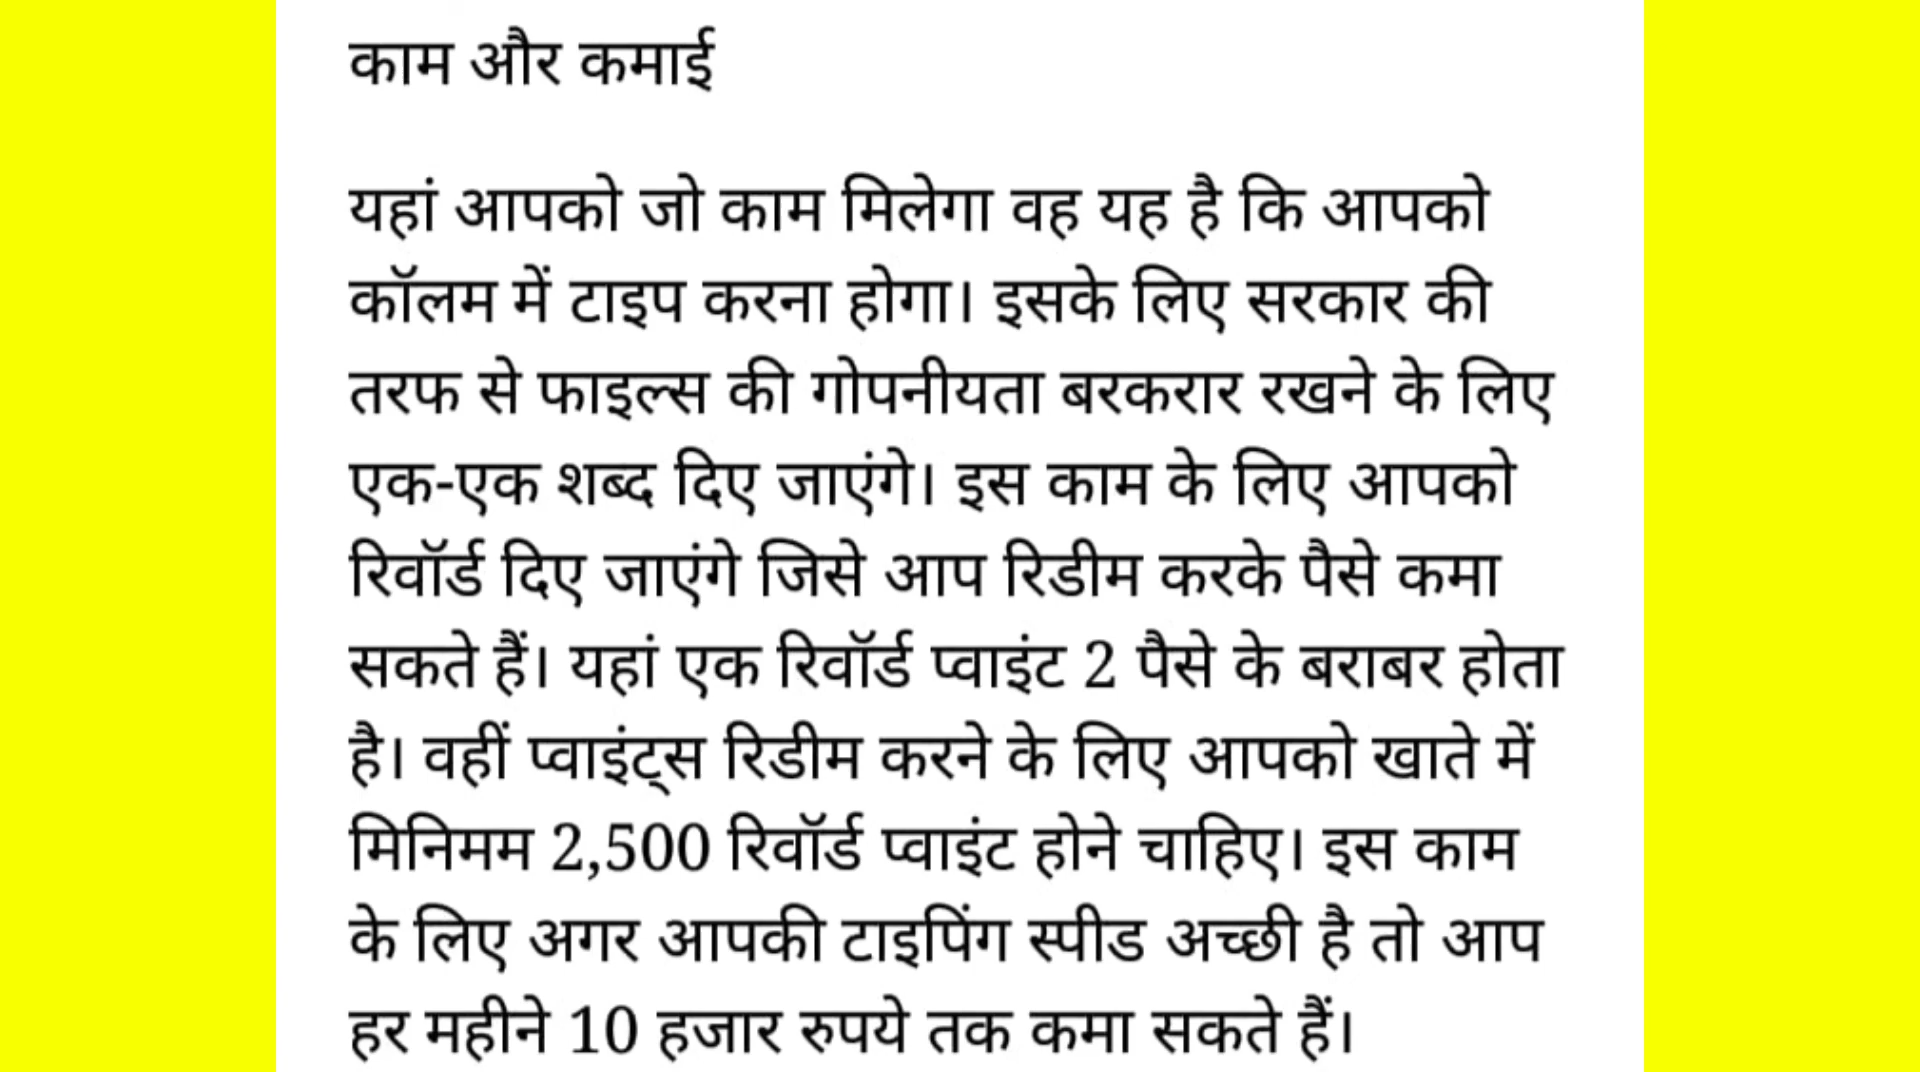 काम और कमाई
यहां आपको जो काम मिलेगा वह यह है कि आपको
कॉलम में टाइप करना होगा। इसके लिए सरकार की
तरफ से फाइल्स की गोपनीयता बरकरार रखने के लिए
एक-एक शब्द दिए जाएंगे। इस काम के लिए आपको
रिवॉर्ड दिए जाएंगे जिसे आप रिडीम करके पैसे कमा
सकते हैं। यहां एक रिवॉर्ड प्वाइंट 2 पैसे के बराबर होता
है। वहीं प्वाइंट्स रिडीम करने के लिए आपको खाते में
मिनिमम 2,500 रिवॉर्ड प्वाइंट होने चाहिए। इस काम
के लिए अगर आपकी टाइपिंग स्पीड अच्छी है तो आप
हर महीने 10 हजार रुपये तक कमा सकते हैं।